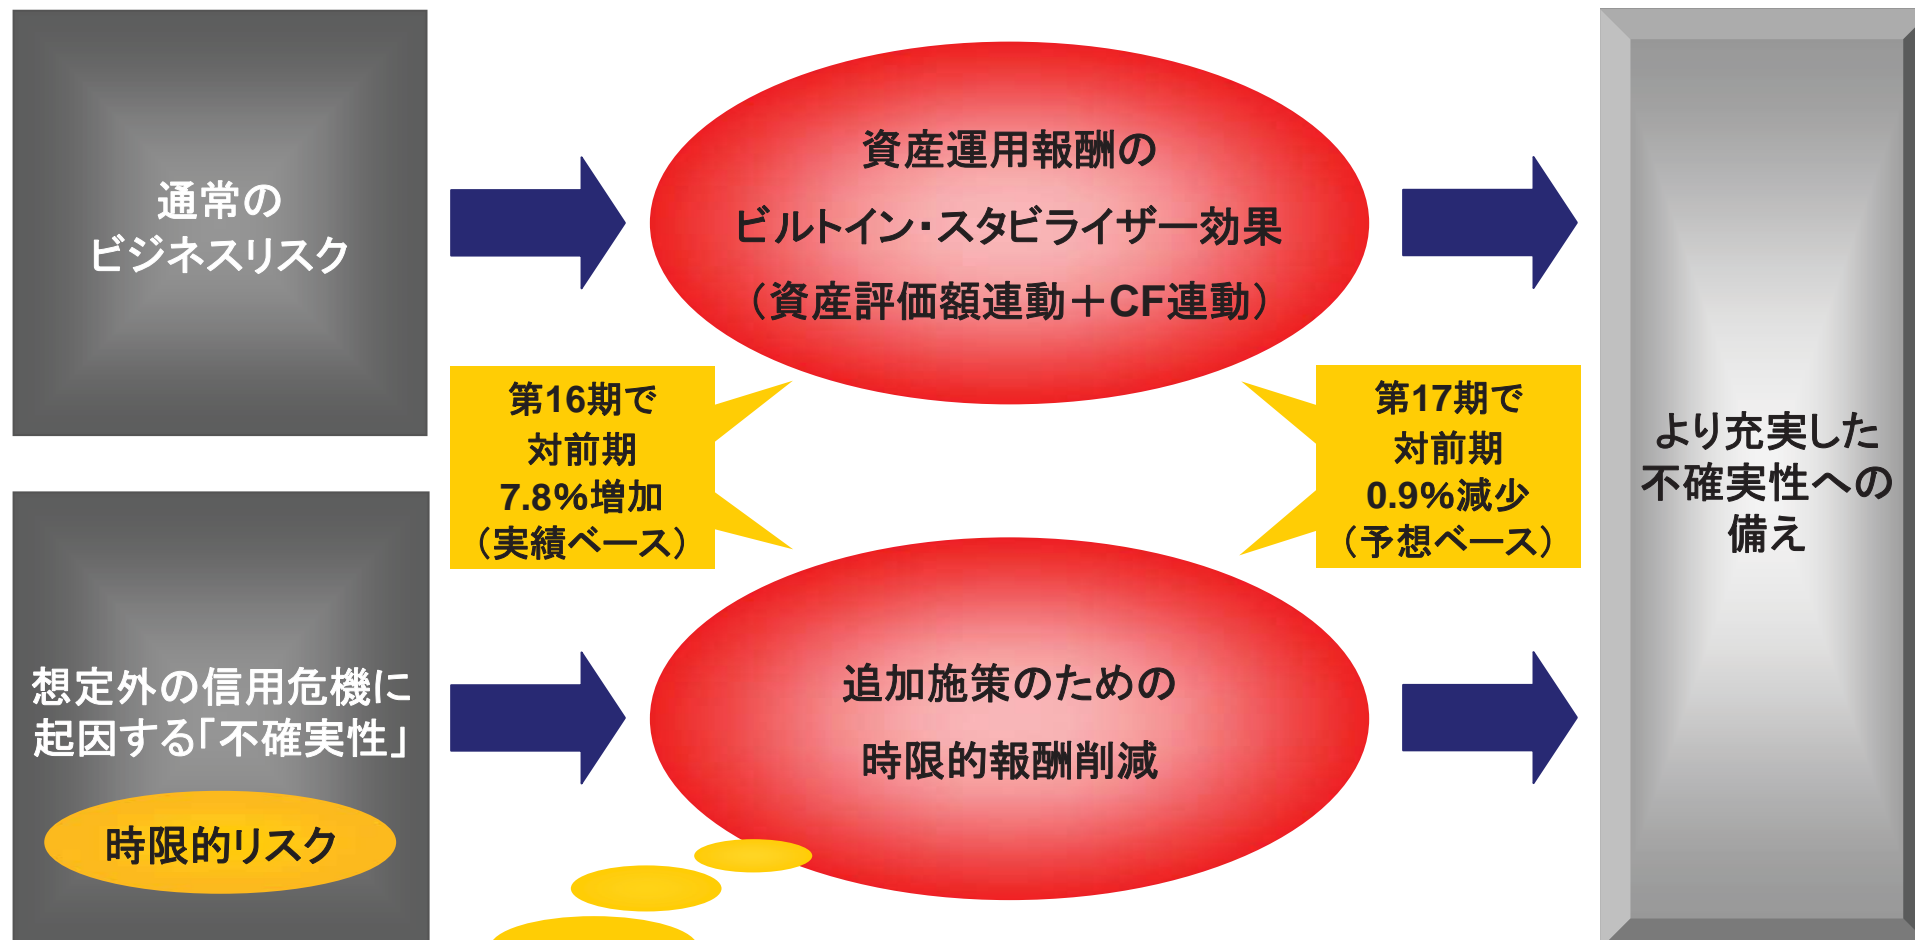 通常の
ビジネスリスク
資産運用報酬の
ビルトイン・スタビライザー効果
（資産評価額連動＋CF連動）
第16期で
対前期
7.8％増加
（実績ベース）
第17期で
対前期
0.9％減少
（予想ベース）
想定外の信用危機に
起因する「不確実性」
時限的リスク
追加施策のための
時限的報酬削減
より充実した
不確実性への
備え